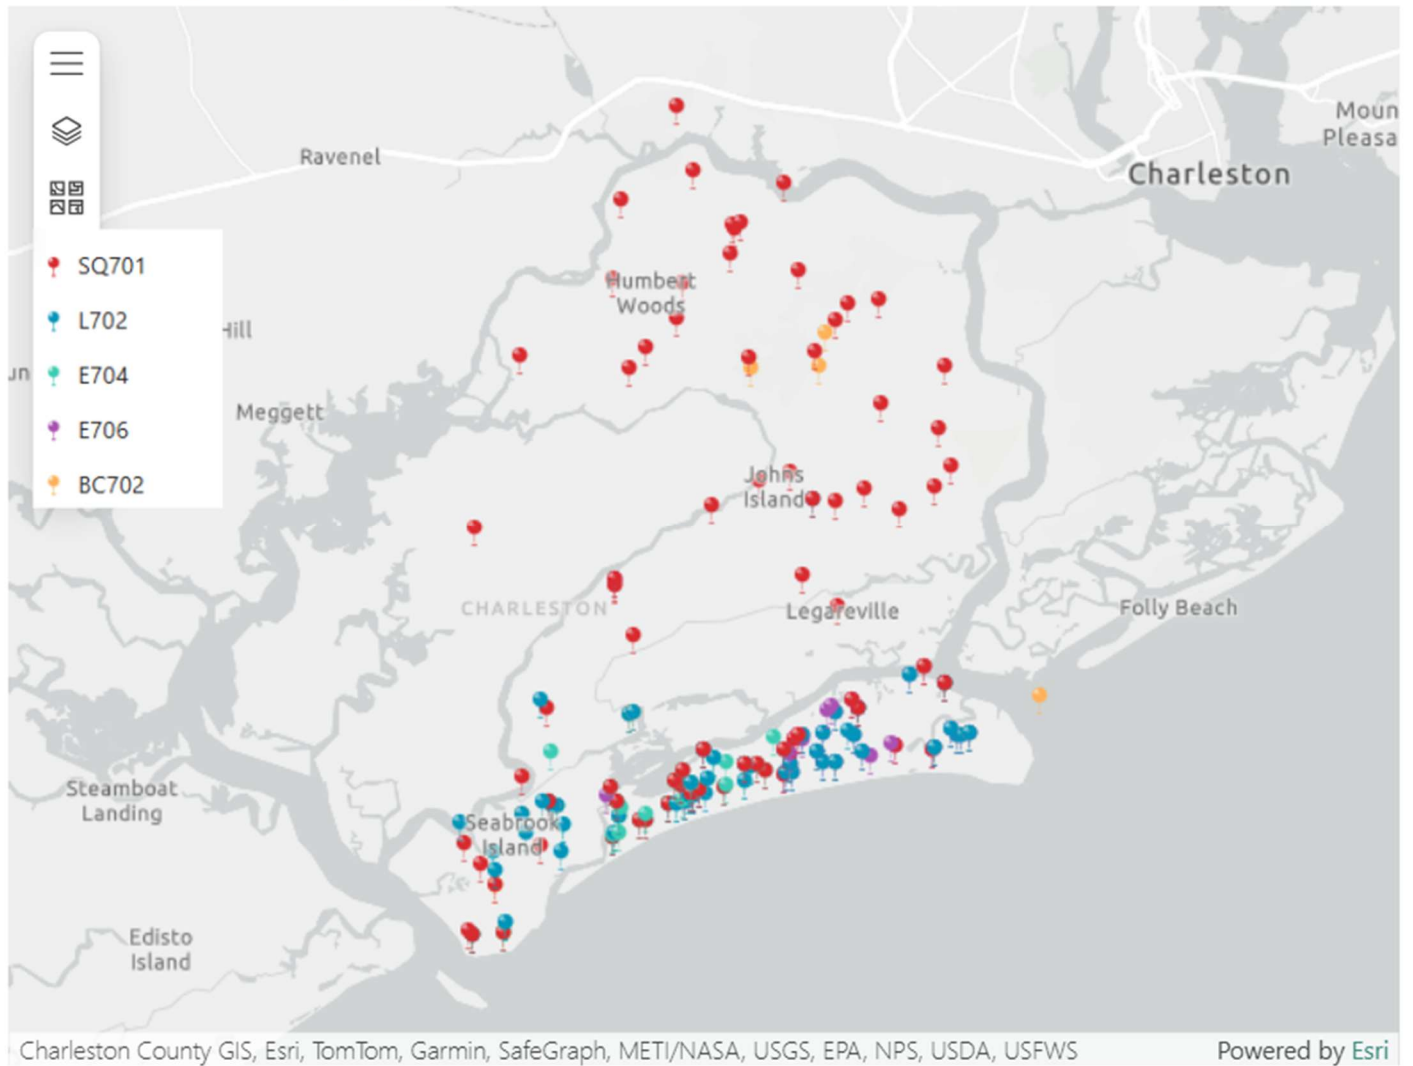 Moun
Pleasa
Ravenel
Charleston
SQ701
Humbert
Woods
L702
Hill
un
E704
Meggett
E706
BC702
Johns
Island
CHARLESTON
Legareville
Folly Beach
Steamboat
Landing
Seabrook
Island
Edisto
Island
Charleston County GIS, Esri, TomTom, Garmin, SafeGraph, METI/NASA, USGS, EPA, NPS, USDA, USFWS
Powered by Esri